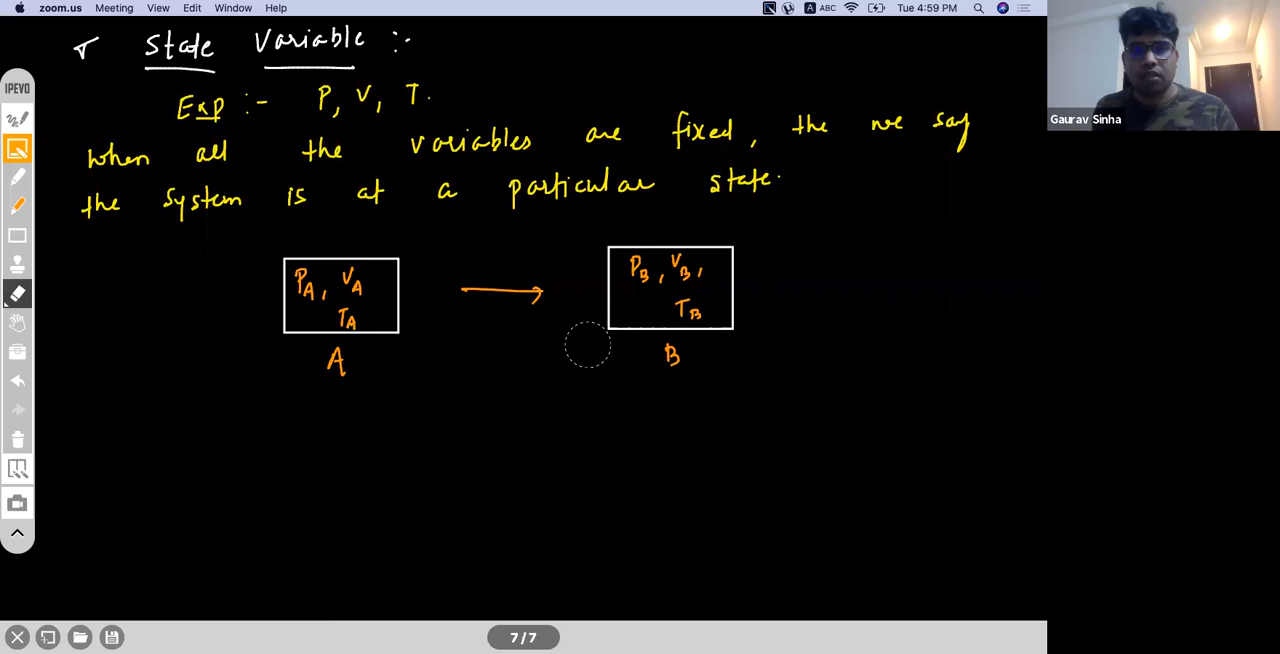 zoom.us Meeting View Edit Window Help A ABC Tue 4:59 PM
State Variable :-
IPEVO
Exp :- P, V, T.
Gaurav Sinha
when all the variables are fixed, the we say
the system is at a particular state.
PA, VA
TA
A
PB, VB,
TB
B
7/7